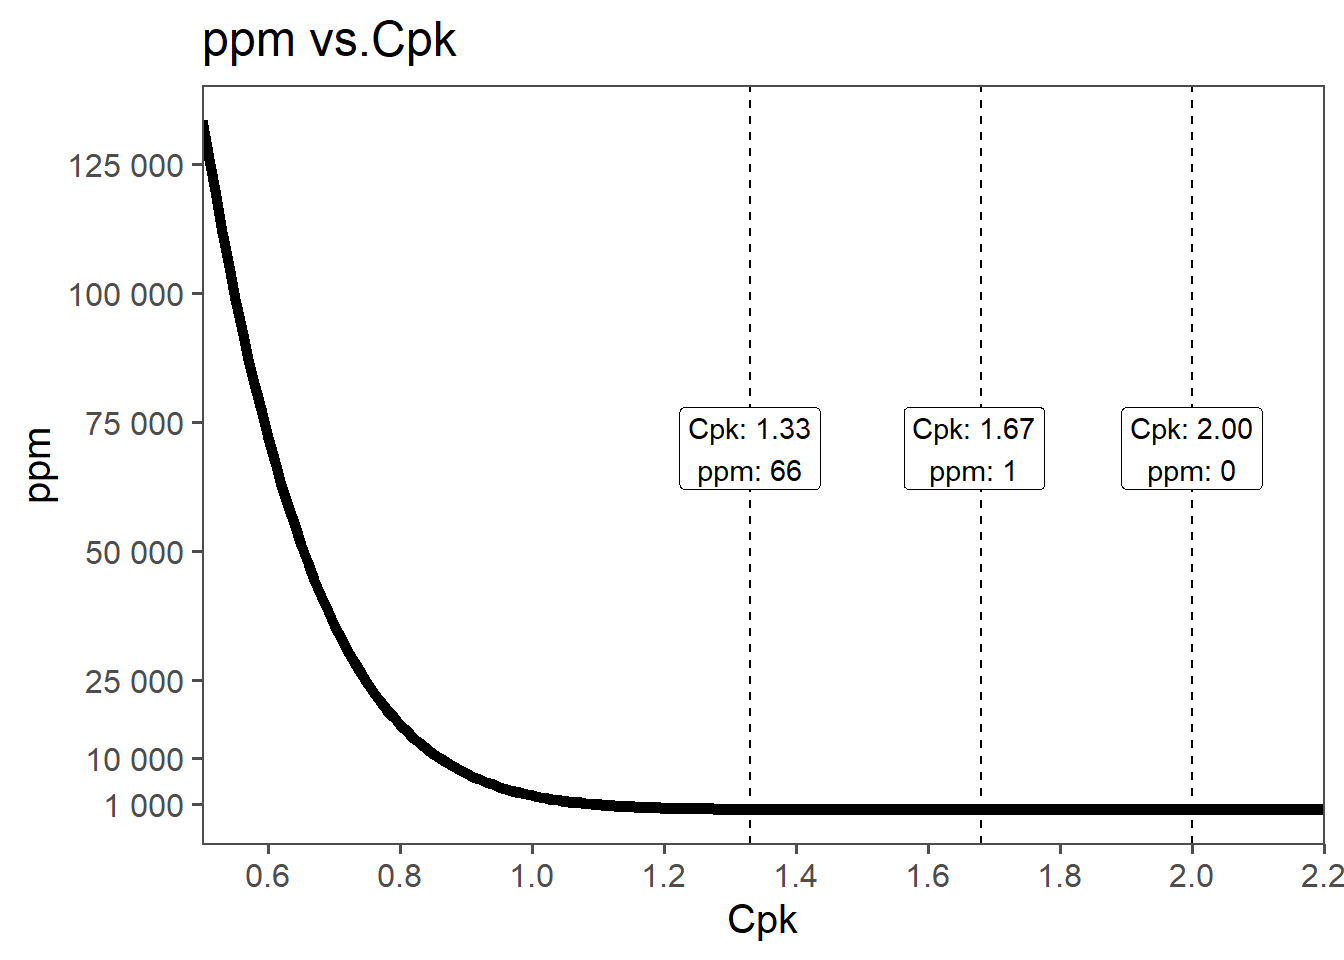 ppm vs.Cpk
125 000
100 000
75 000
50 000
25 000
10 000
1 000
ppm
Cpk: 1.33
ppm: 66
Cpk: 1.67
ppm: 1
Cpk: 2.00
ppm: 0
0.6 0.8 1.0 1.2 1.4 1.6 1.8 2.0 2.2
Cpk